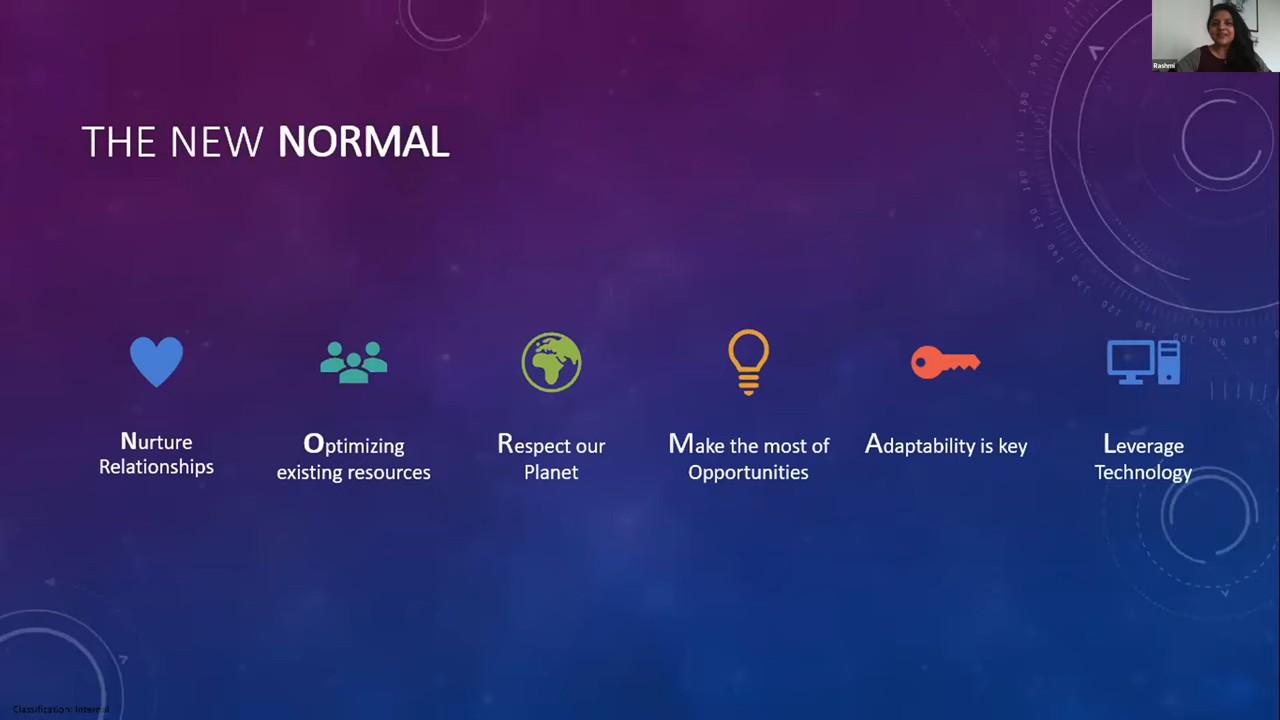 Rashmi
THE NEW NORMAL
Nurture
Relationships
Optimizing
existing resources
Respect our
Planet
Make the most of
Opportunities
Adaptability is key
Leverage
Technology
Classification: Internal